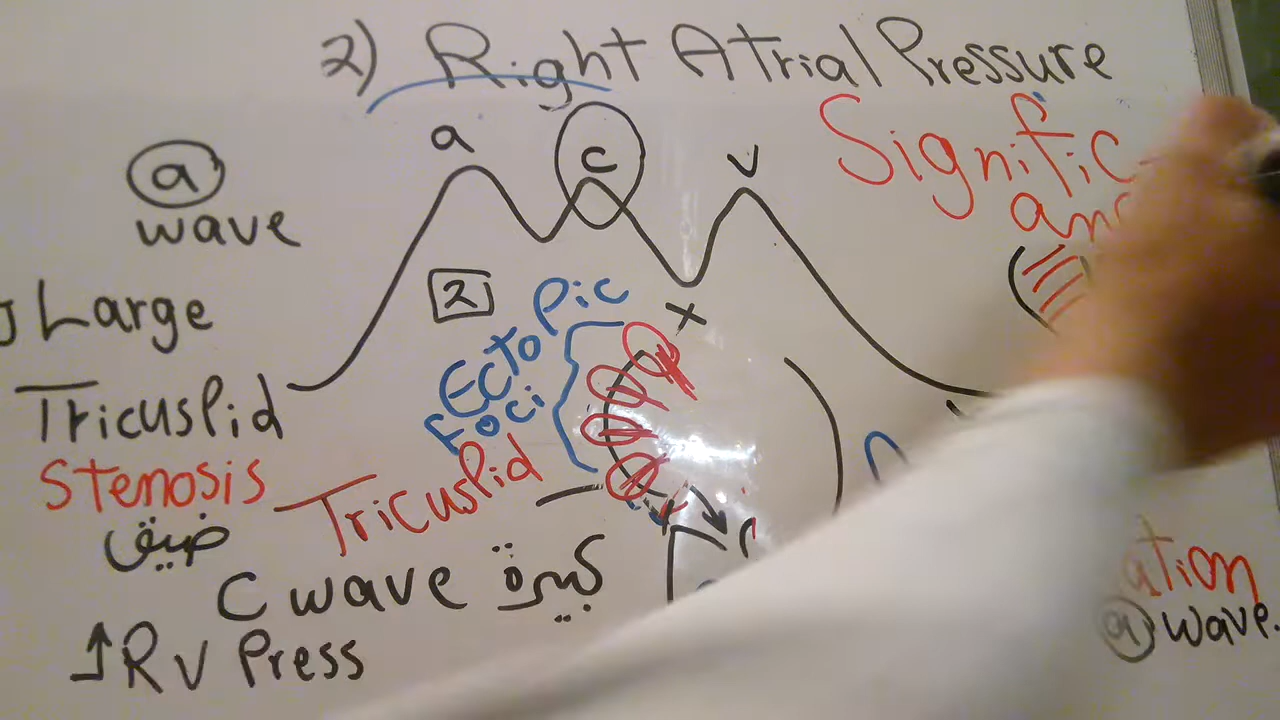 2) Right Atrial Pressure
a
c
v
Signific
an
a
wave
Large
2
x
Ectopic
Foci
Tricuspid
Stenosis
ضيق
Tricuspid
C wave كبيرة
↑RV Press
ation
a wave.